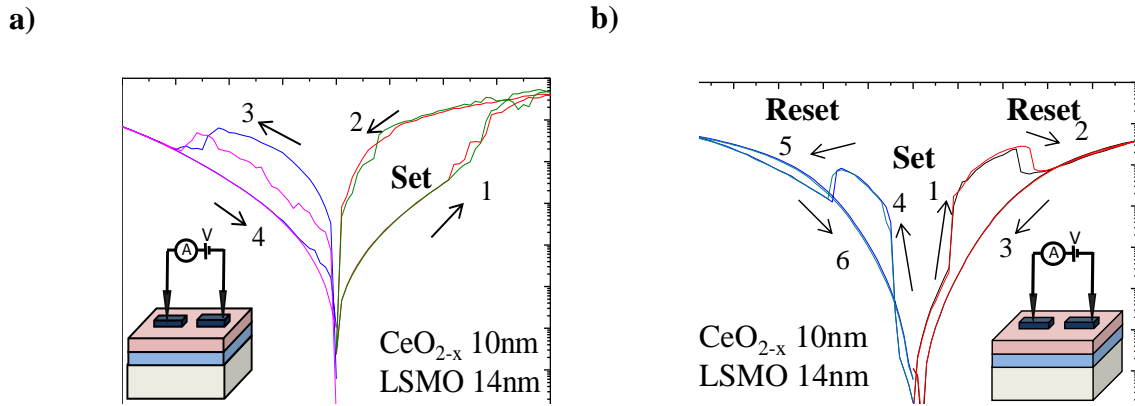 a)
b)
3
2
Set
1
4
A
V
CeO2-x 10nm
LSMO 14nm
Reset
Reset
5
2
Set
4
1
3
6
A
V
CeO2-x 10nm
LSMO 14nm